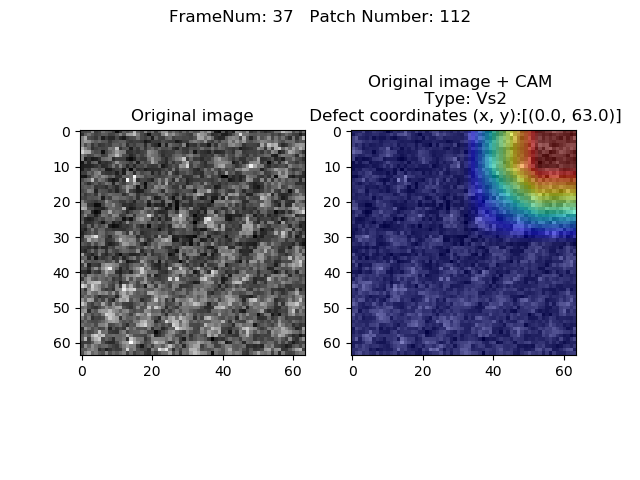 FrameNum: 37   Patch Number: 112
Original image
Original image + CAM
Type: Vs2
Defect coordinates (x, y):[(0.0, 63.0)]
0
10
20
30
40
50
60
0 20 40 60
0
10
20
30
40
50
60
0 20 40 60